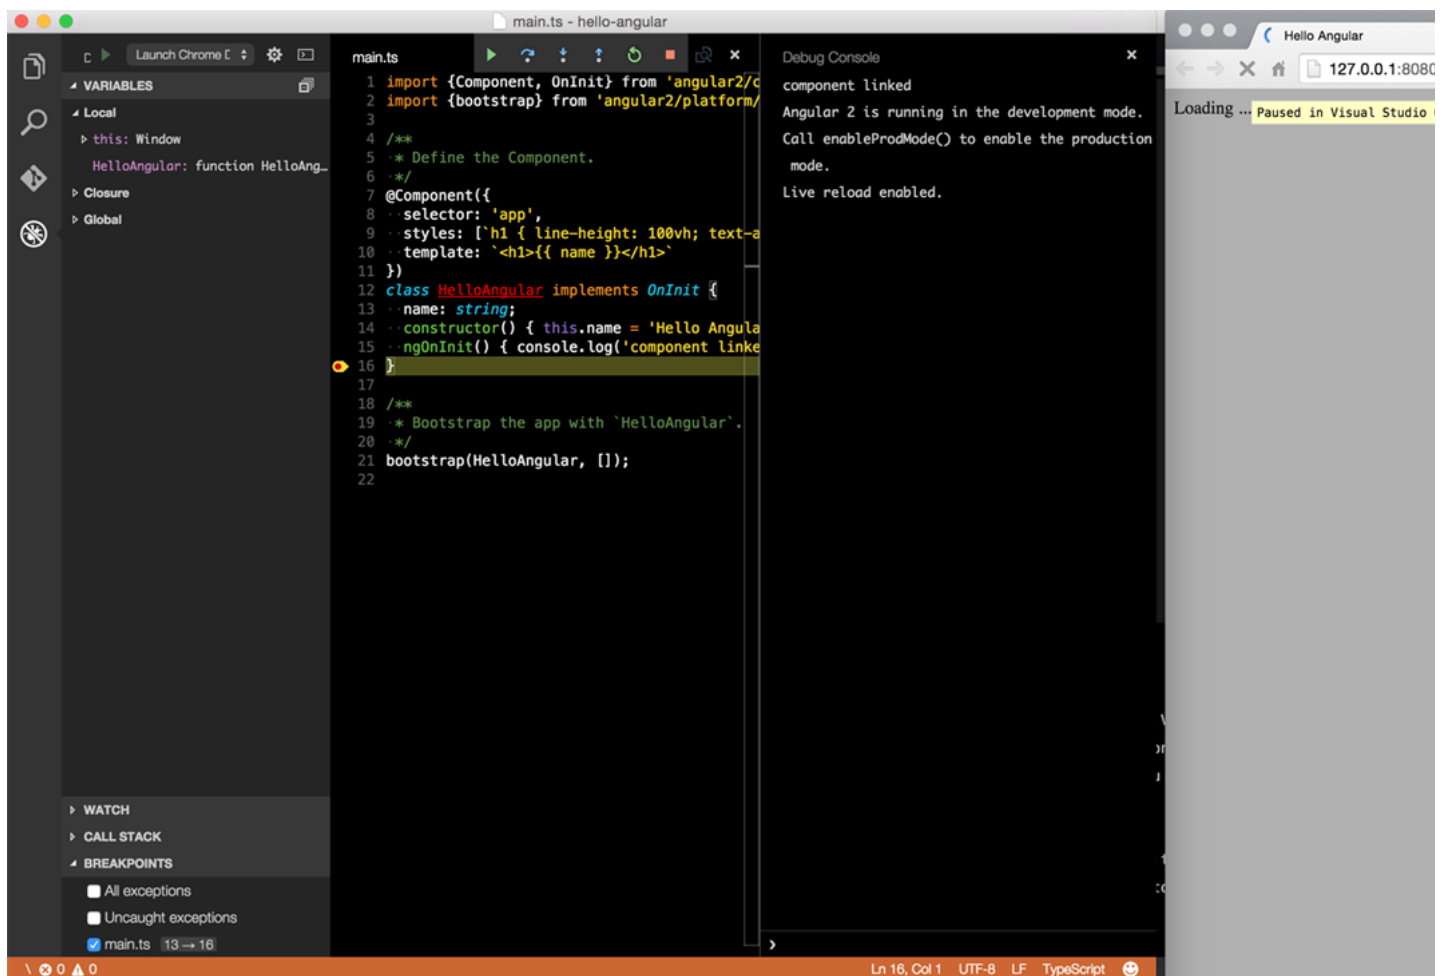 main.ts - hello-angular
Launch Chrome
VARIABLES
Local
this: Window
HelloAngular: function HelloAng…
Closure
Global
WATCH
CALL STACK
BREAKPOINTS
All exceptions
Uncaught exceptions
main.ts 13 → 16
main.ts
1 import {Component, OnInit} from 'angular2/c
2 import {bootstrap} from 'angular2/platform/
3
4 /**
5 * Define the Component.
6 */
7 @Component({
8 selector: 'app',
9 styles: [`h1 { line-height: 100vh; text-a
10 template: `<h1>{{ name }}</h1>`
11 })
12 class HelloAngular implements OnInit {
13 name: string;
14 constructor() { this.name = 'Hello Angula
15 ngOnInit() { console.log('component linke
16 }
17
18 /**
19 * Bootstrap the app with `HelloAngular`.
20 */
21 bootstrap(HelloAngular, []);
22
Debug Console
component linked
Angular 2 is running in the development mode.
Call enableProdMode() to enable the production
mode.
Live reload enabled.
0 0
Ln 16, Col 1 UTF-8 LF TypeScript
Hello Angular
127.0.0.1:8080
Loading ...
Paused in Visual Studio